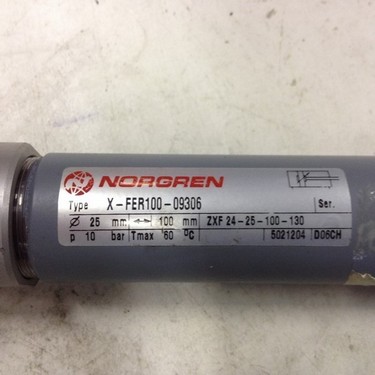 NORGREN
Type X-FER100-09306 Ser.
Ø 25 mm ↔ 100 mm ZXF 24-25-100-130
p 10 bar Tmax 60 °C 5021204 D06CH